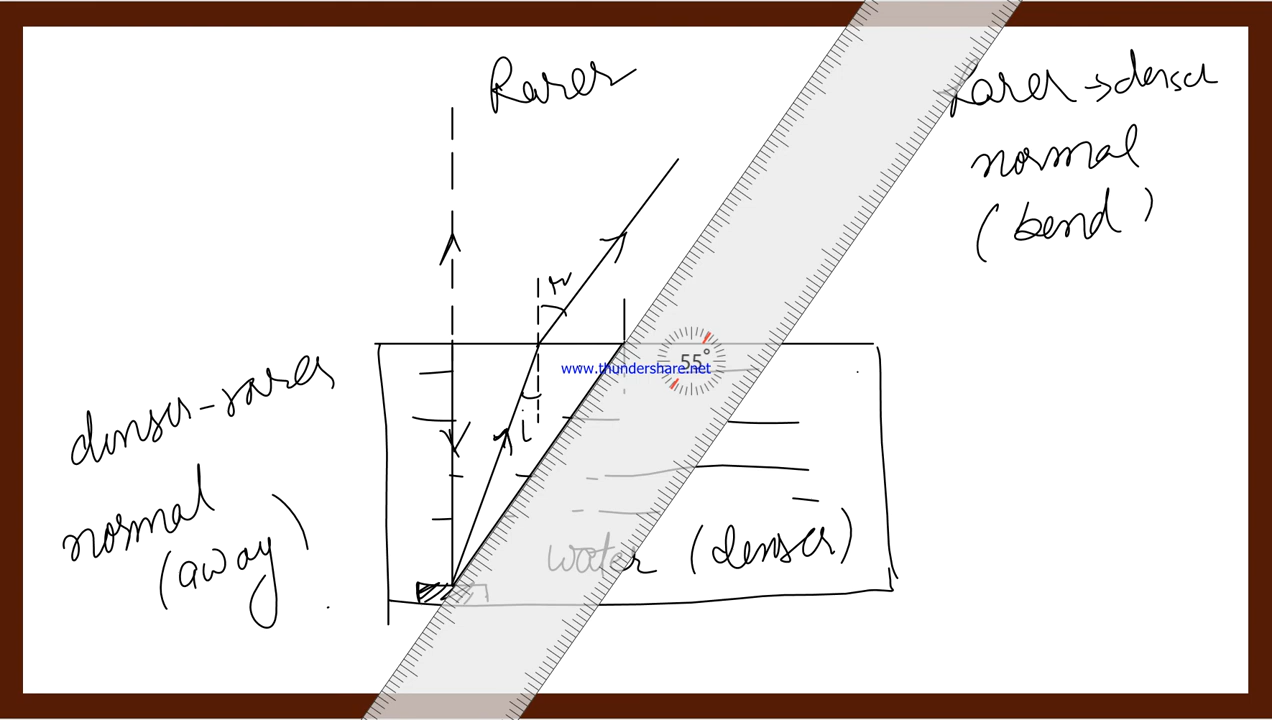 Rarer
Rarer → denser
normal
(bend)
r
55°
www.thundershare.net
i
denser - rarer
normal
(away)
water (denser)